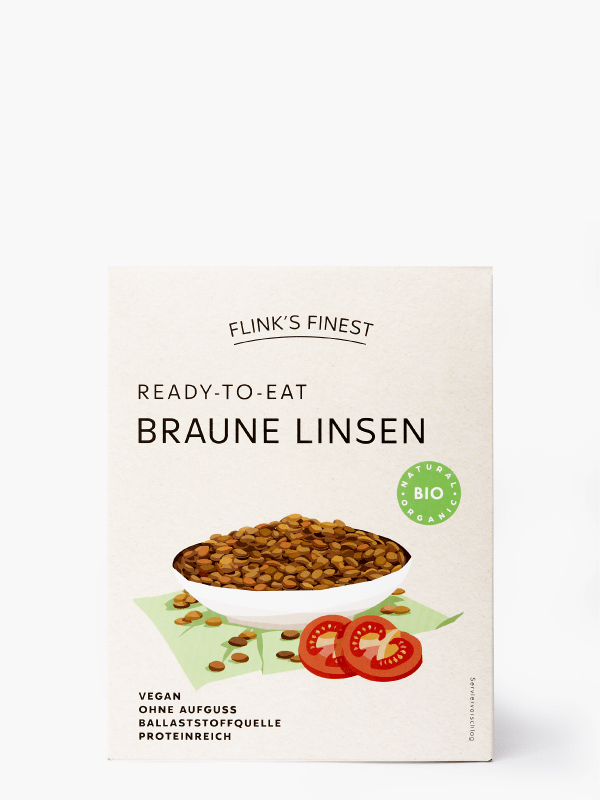 FLINK'S FINEST
READY-TO-EAT
BRAUNE LINSEN
NATURAL
BIO
ORGANIC
VEGAN
OHNE AUFGUSS
BALLASTSTOFFQUELLE
PROTEINREICH
Serviervorschlag